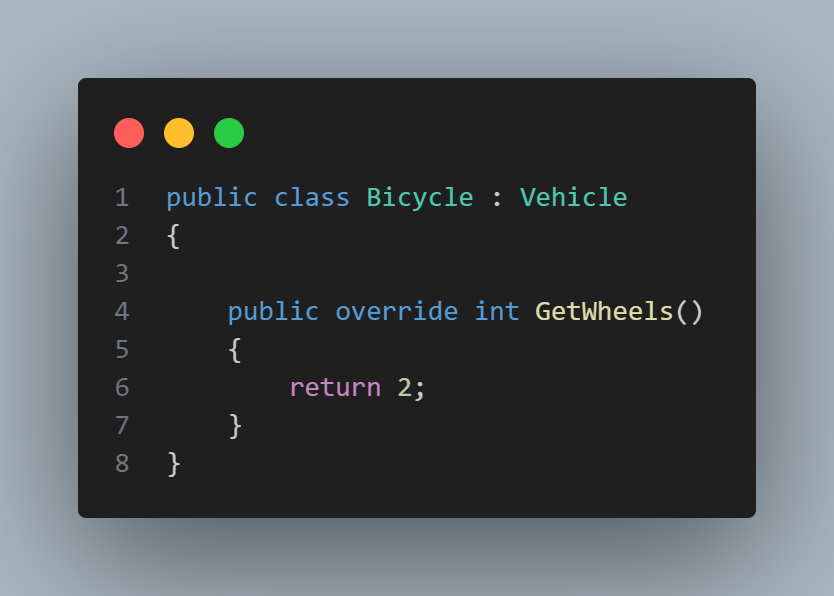 1 public class Bicycle : Vehicle
2 {
3
4     public override int GetWheels()
5     {
6         return 2;
7     }
8 }